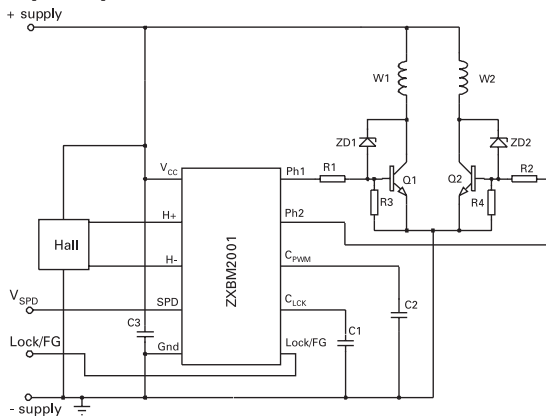 + supply
W1
W2
ZD1
ZD2
VCC
Ph1
R1
Q1
Q2
R2
R3
R4
H+
Ph2
Hall
H-
ZXBM2001
CPWM
VSPD
SPD
CLCK
C2
Lock/FG
C3
Gnd
Lock/FG
C1
- supply